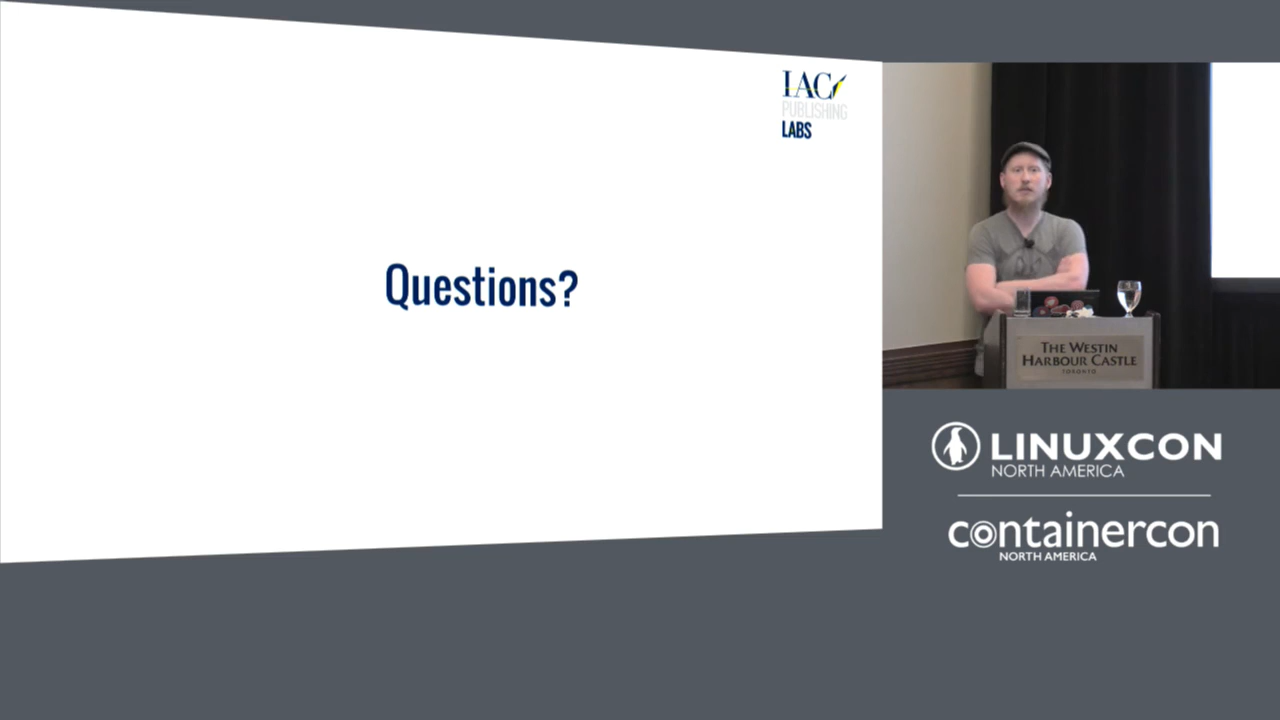 IAC
PUBLISHING
LABS
Questions?
THE WESTIN
HARBOUR CASTLE
TORONTO
LINUXCON
NORTH AMERICA
containercon
NORTH AMERICA